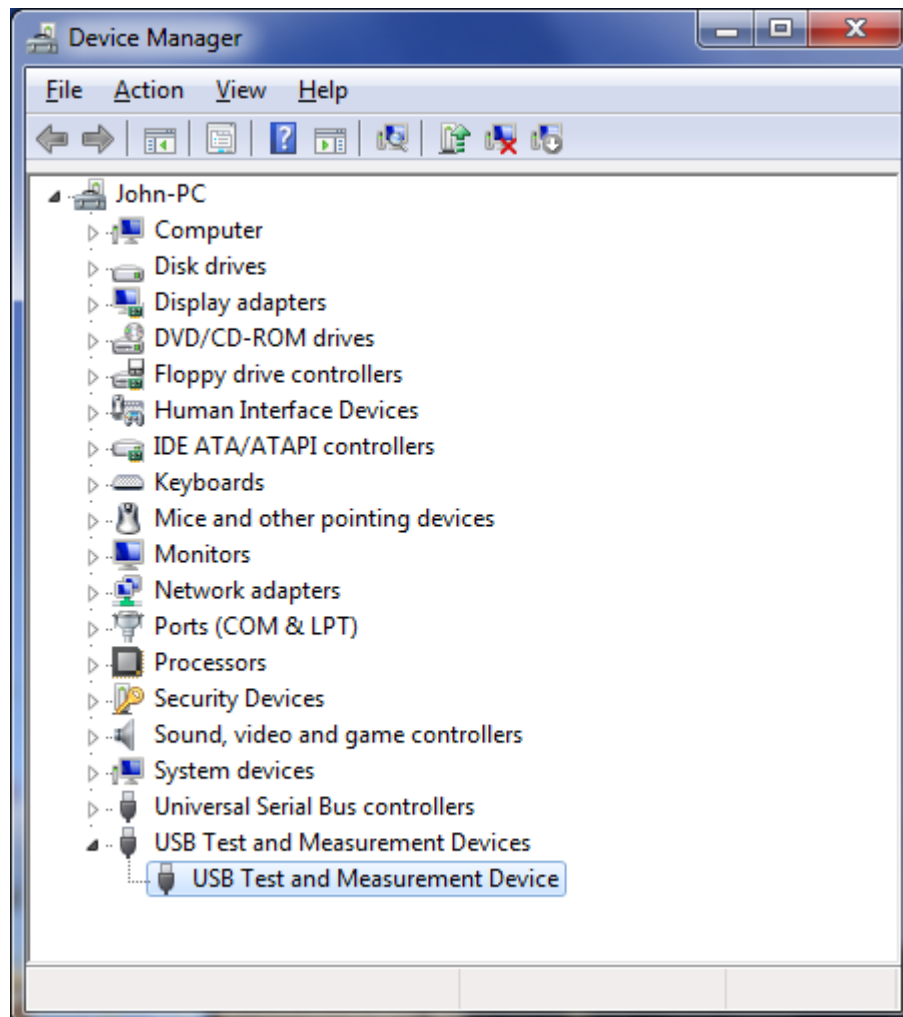 Device Manager
File Action View Help
John-PC
Computer
Disk drives
Display adapters
DVD/CD-ROM drives
Floppy drive controllers
Human Interface Devices
IDE ATA/ATAPI controllers
Keyboards
Mice and other pointing devices
Monitors
Network adapters
Ports (COM & LPT)
Processors
Security Devices
Sound, video and game controllers
System devices
Universal Serial Bus controllers
USB Test and Measurement Devices
USB Test and Measurement Device